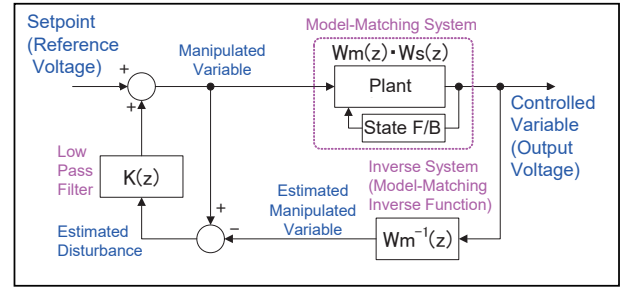 Model-Matching System
Setpoint
(Reference
Voltage)
Manipulated
Variable
Wm(z)・Ws(z)
+
+
Plant
State F/B
Controlled
Variable
(Output
Voltage)
Low
Pass
Filter
K(z)
Inverse System
(Model-Matching
Inverse Function)
Estimated
Manipulated
Variable
+
−
Estimated
Disturbance
Wm⁻¹(z)